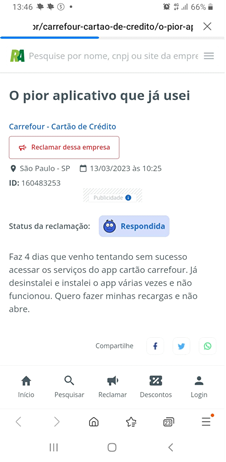 13:46
66%
or/carrefour-cartao-de-credito/o-pior-ap
RA
Pesquise por nome, cnpj ou site da empre
O pior aplicativo que já usei
Carrefour - Cartão de Crédito
Reclamar dessa empresa
São Paulo - SP 13/03/2023 às 10:25
ID: 160483253
Publicidade
Status da reclamação: Respondida
Faz 4 dias que venho tentando sem sucesso
acessar os serviços do app cartão carrefour. Já
desinstalei e instalei o app várias vezes e não
funcionou. Quero fazer minhas recargas e não
abre.
Compartilhe
Início Pesquisar Reclamar Descontos Login